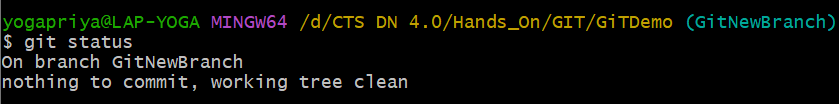 yogapriya@LAP-YOGA MINGW64 /d/CTS DN 4.0/Hands_On/GIT/GiTDemo (GitNewBranch)
$ git status
On branch GitNewBranch
nothing to commit, working tree clean